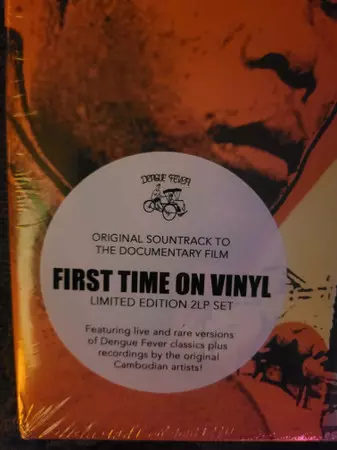 DENGUE FEVER
ORIGINAL SOUNTRACK TO
THE DOCUMENTARY FILM
FIRST TIME ON VINYL
LIMITED EDITION 2LP SET
Featuring live and rare versions
of Dengue Fever classics plus
recordings by the original
Cambodian artists!